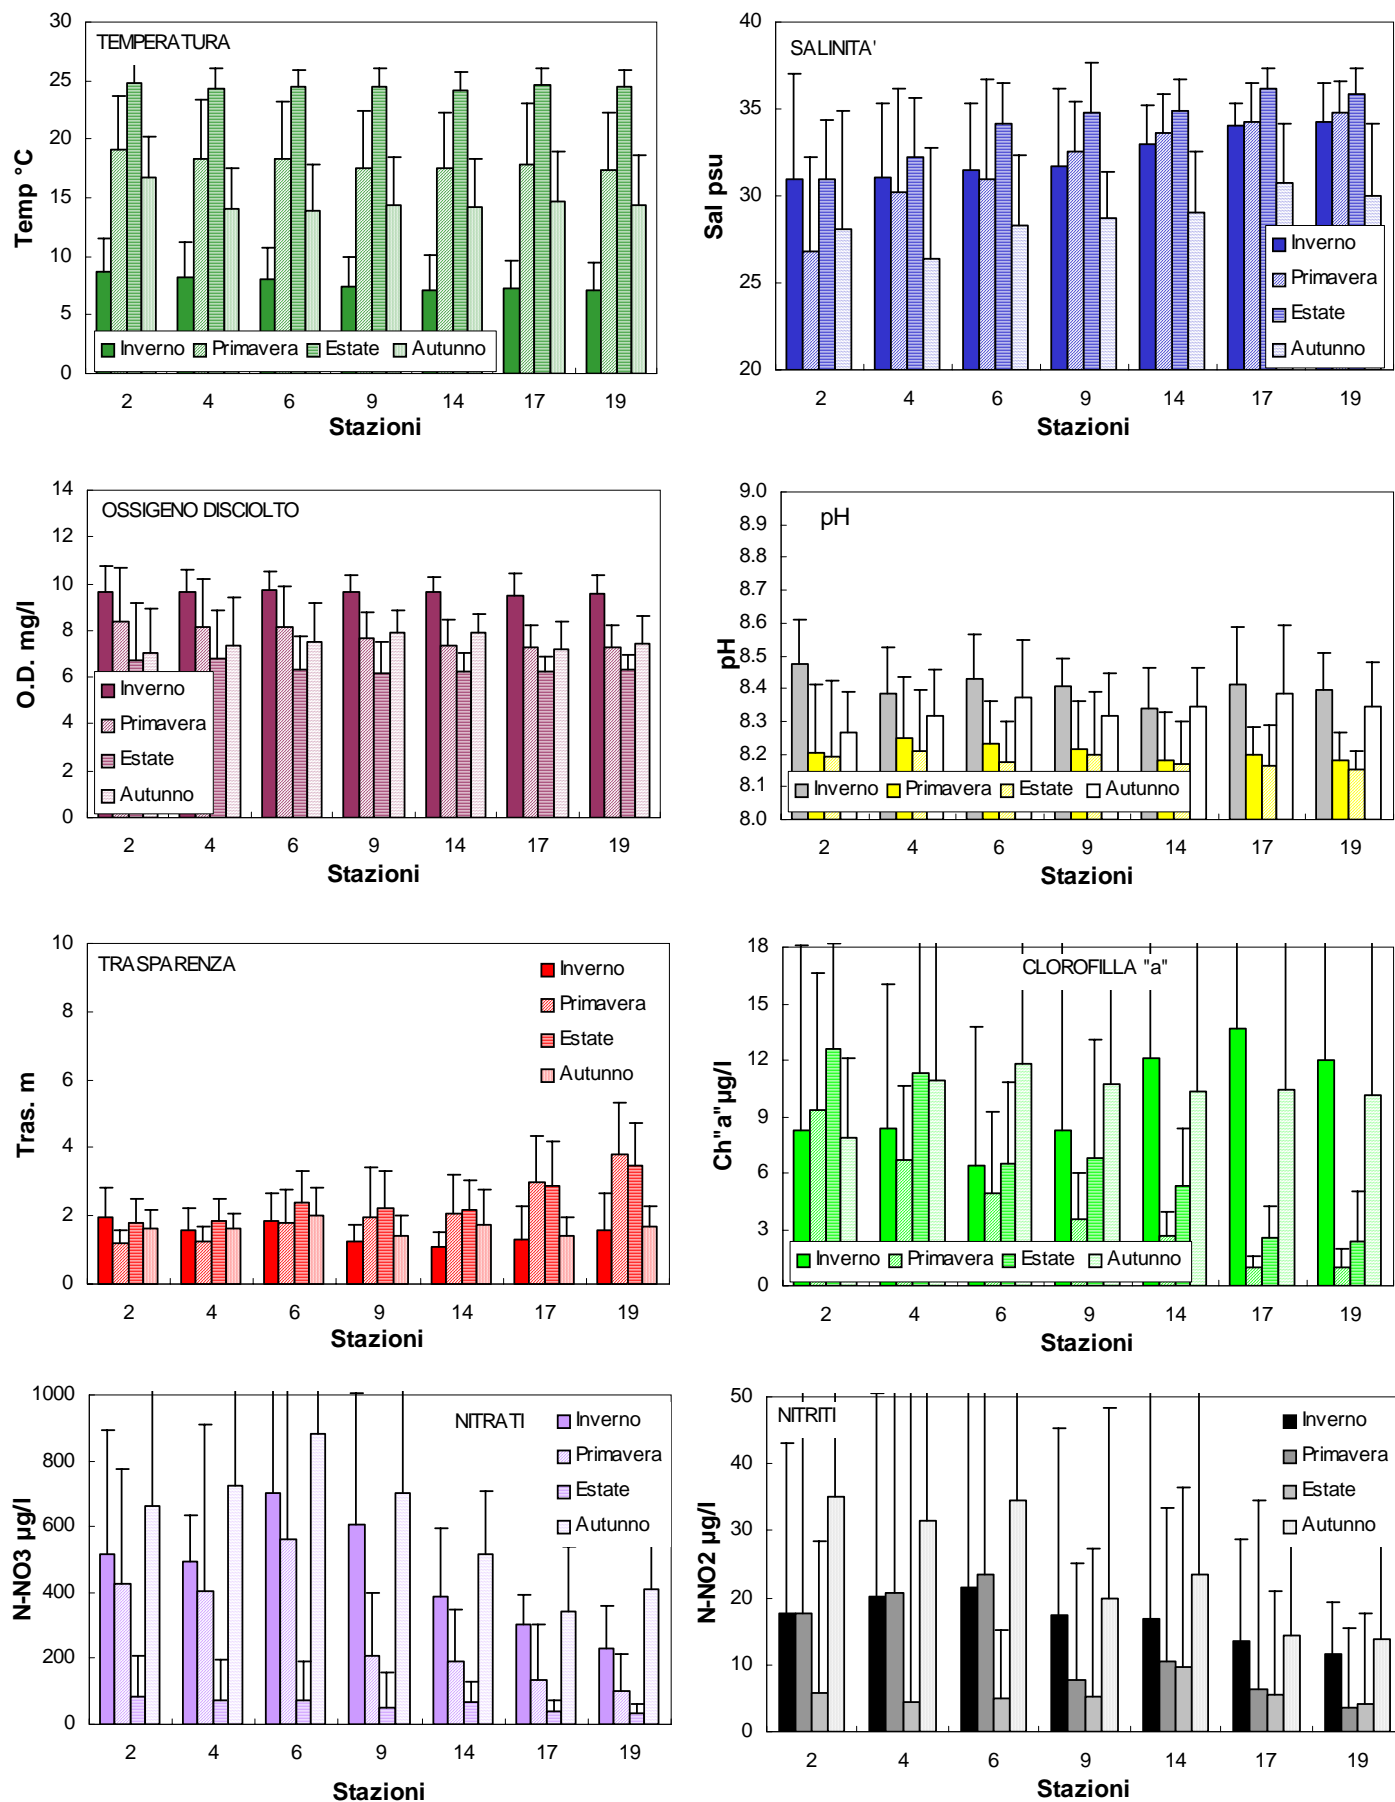 TEMPERATURA
Temp °C
30
25
20
15
10
5
0
Inverno Primavera Estate Autunno
2 4 6 9 14 17 19
Stazioni
SALINITA'
Sal psu
40
35
30
25
20
Inverno
Primavera
Estate
Autunno
2 4 6 9 14 17 19
Stazioni
OSSIGENO DISCIOLTO
O.D. mg/l
14
12
10
8
6
4
2
0
Inverno
Primavera
Estate
Autunno
2 4 6 9 14 17 19
Stazioni
pH
pH
9.0
8.9
8.8
8.7
8.6
8.5
8.4
8.3
8.2
8.1
8.0
Inverno Primavera Estate Autunno
2 4 6 9 14 17 19
Stazioni
TRASPARENZA
Tras. m
10
8
6
4
2
0
Inverno
Primavera
Estate
Autunno
2 4 6 9 14 17 19
Stazioni
CLOROFILLA "a"
Ch"a"µg/l
18
15
12
9
6
3
0
Inverno Primavera Estate Autunno
2 4 6 9 14 17 19
Stazioni
NITRATI
N-NO3 µg/l
1000
800
600
400
200
0
Inverno
Primavera
Estate
Autunno
2 4 6 9 14 17 19
Stazioni
NITRITI
N-NO2 µg/l
50
40
30
20
10
0
Inverno
Primavera
Estate
Autunno
2 4 6 9 14 17 19
Stazioni